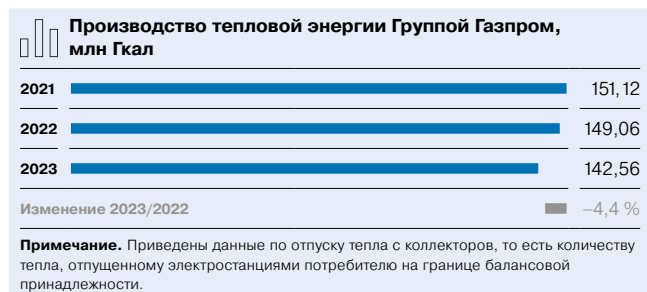 Производство тепловой энергии Группой Газпром,
млн Гкал
2021 151,12
2022 149,06
2023 142,56
Изменение 2023/2022 –4,4 %
Примечание. Приведены данные по отпуску тепла с коллекторов, то есть количеству
тепла, отпущенному электростанциями потребителю на границе балансовой
принадлежности.